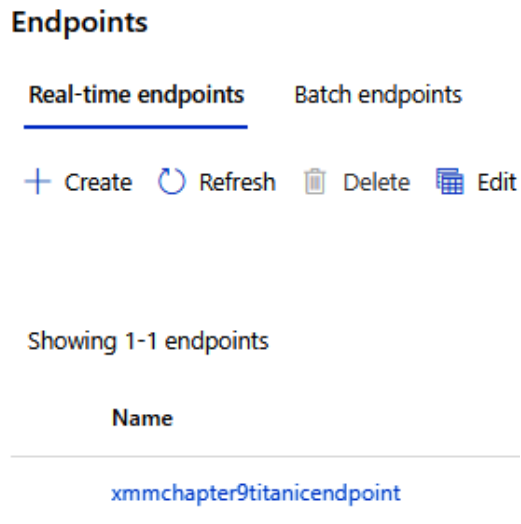 Endpoints
Real-time endpoints Batch endpoints
Create Refresh Delete Edit
Showing 1-1 endpoints
Name
xmmchapter9titanicendpoint